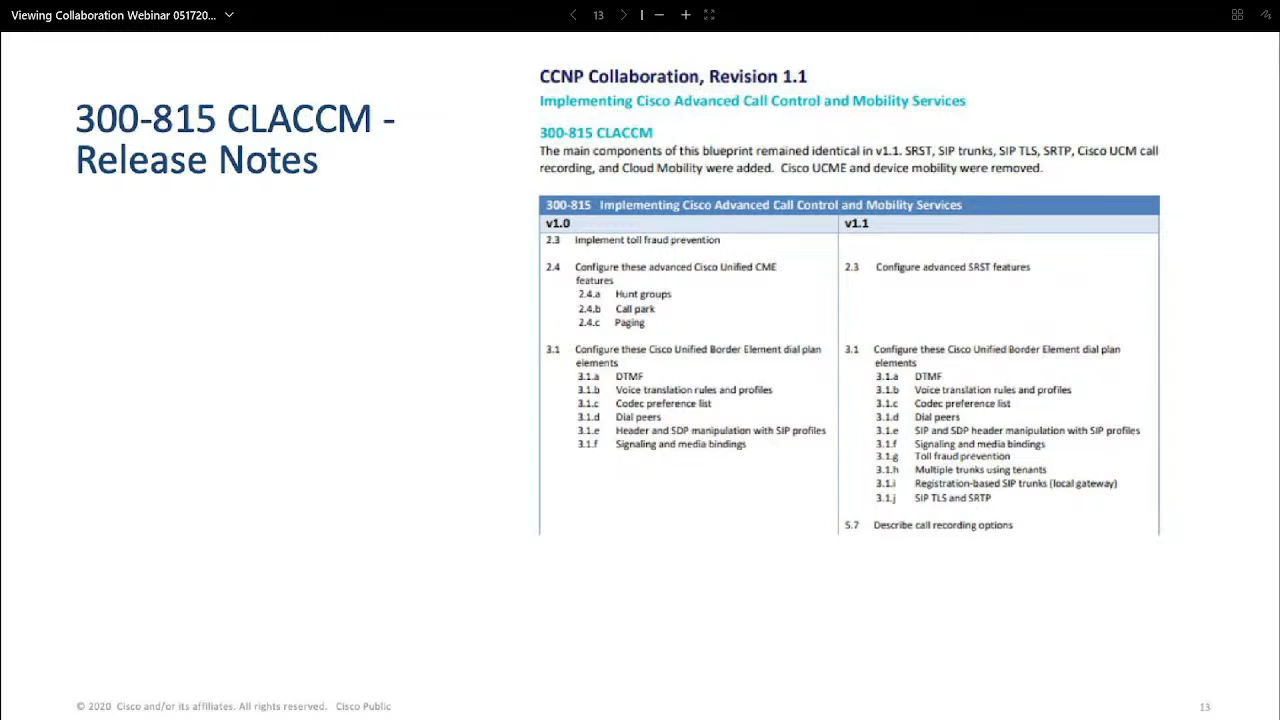 Viewing Collaboration Webinar 051720...
13
300-815 CLACCM -
Release Notes
CCNP Collaboration, Revision 1.1
Implementing Cisco Advanced Call Control and Mobility Services
300-815 CLACCM
The main components of this blueprint remained identical in v1.1. SRST, SIP trunks, SIP TLS, SRTP, Cisco UCM call
recording, and Cloud Mobility were added. Cisco UCME and device mobility were removed.
300-815 Implementing Cisco Advanced Call Control and Mobility Services
v1.0
2.3 Implement toll fraud prevention
2.4 Configure these advanced Cisco Unified CME
features
2.4.a Hunt groups
2.4.b Call park
2.4.c Paging
3.1 Configure these Cisco Unified Border Element dial plan
elements
3.1.a DTMF
3.1.b Voice translation rules and profiles
3.1.c Codec preference list
3.1.d Dial peers
3.1.e Header and SDP manipulation with SIP profiles
3.1.f Signaling and media bindings
v1.1
2.3 Configure advanced SRST features
3.1 Configure these Cisco Unified Border Element dial plan
elements
3.1.a DTMF
3.1.b Voice translation rules and profiles
3.1.c Codec preference list
3.1.d Dial peers
3.1.e SIP and SDP header manipulation with SIP profiles
3.1.f Signaling and media bindings
3.1.g Toll fraud prevention
3.1.h Multiple trunks using tenants
3.1.i Registration-based SIP trunks (local gateway)
3.1.j SIP TLS and SRTP
5.7 Describe call recording options
© 2020 Cisco and/or its affiliates. All rights reserved. Cisco Public
13